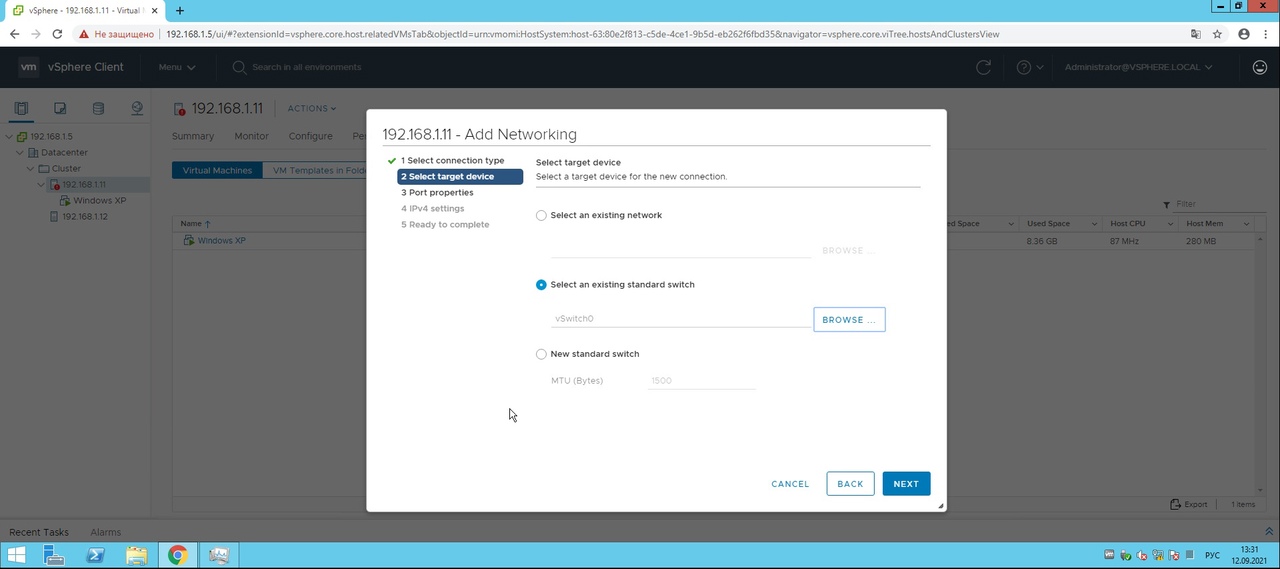 vSphere - 192.168.1.11 - Virtual
Не защищено
192.168.1.5/ui/#?extensionId=vsphere.core.host.relatedVMsTab&objectId=urn:vmomi:HostSystem:host-63:80e2f813-c5de-4ce1-9b5d-eb262f6fbd35&navigator=vsphere.core.viTree.hostsAndClustersView
vm vSphere Client Menu Search in all environments Administrator@VSPHERE.LOCAL
192.168.1.11 ACTIONS
Summary Monitor Configure Pe
192.168.1.5
Datacenter
Cluster
192.168.1.11
Windows XP
192.168.1.12
Virtual Machines VM Templates in Folde
Filter
Name ed Space Used Space Host CPU Host Mem
Windows XP 8.36 GB 87 MHz 280 MB
Export 1 items
192.168.1.11 - Add Networking
1 Select connection type
2 Select target device
3 Port properties
4 IPv4 settings
5 Ready to complete
Select target device
Select a target device for the new connection.
Select an existing network
BROWSE ...
Select an existing standard switch
vSwitch0 BROWSE ...
New standard switch
MTU (Bytes) 1500
CANCEL BACK NEXT
Recent Tasks Alarms
РУС
13:31
12.09.2021